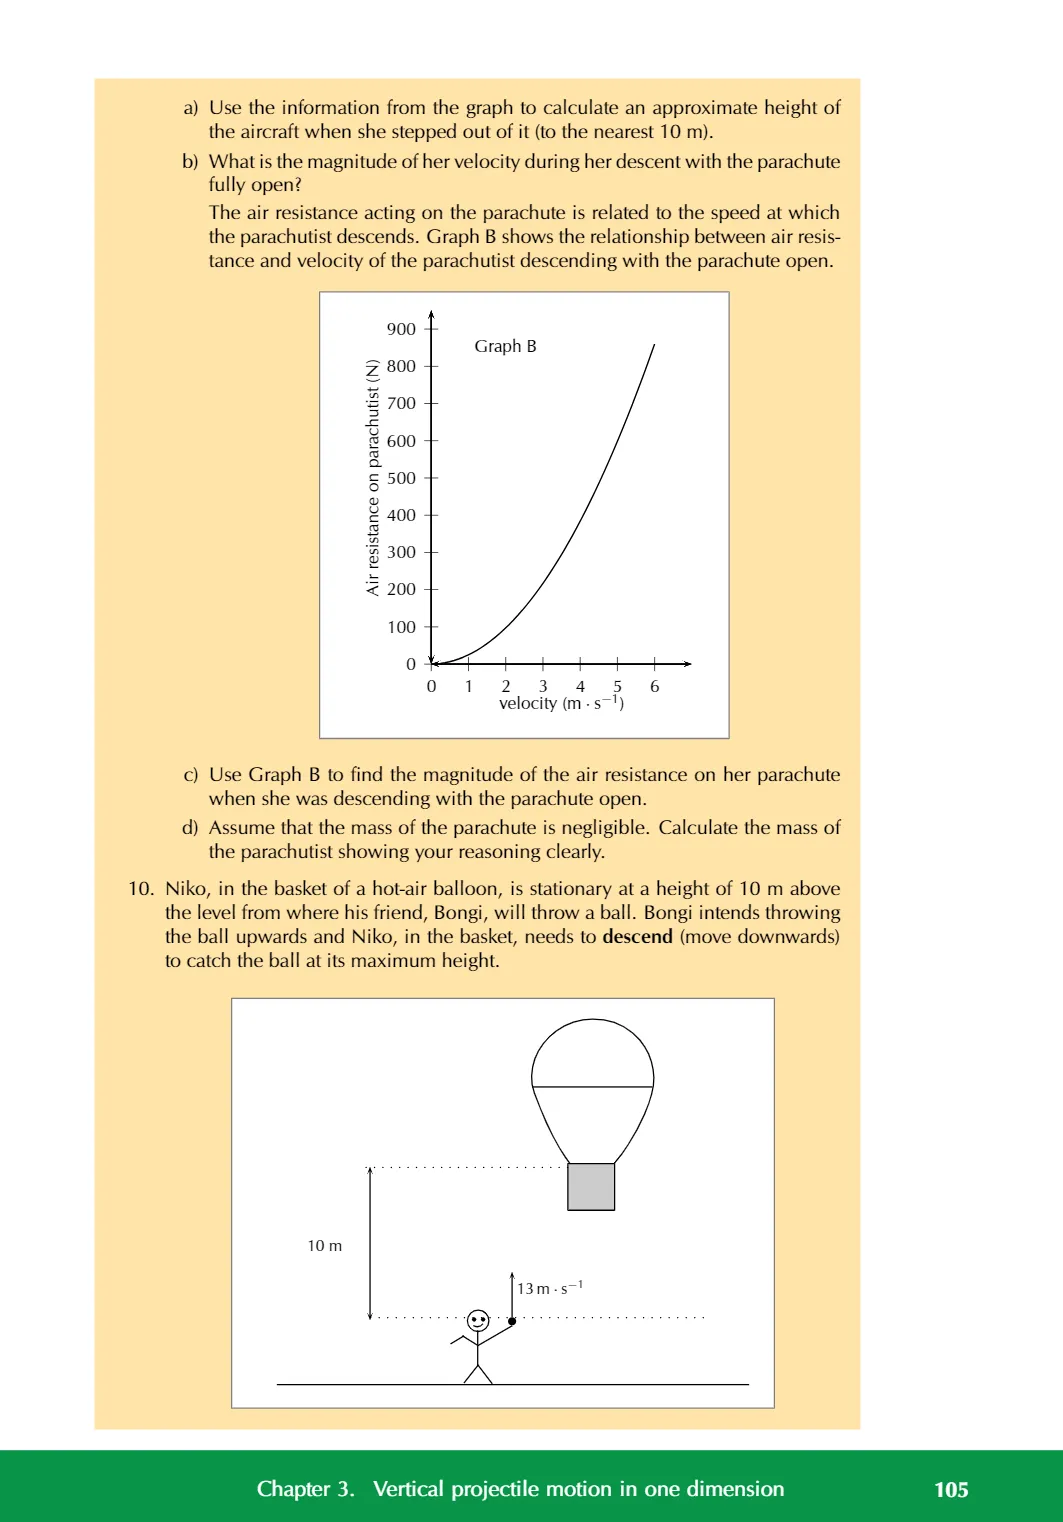 a) Use the information from the graph to calculate an approximate height of
the aircraft when she stepped out of it (to the nearest 10 m).
b) What is the magnitude of her velocity during her descent with the parachute
fully open?
The air resistance acting on the parachute is related to the speed at which
the parachutist descends. Graph B shows the relationship between air resis-
tance and velocity of the parachutist descending with the parachute open.
Graph B
Air resistance on parachutist (N)
900
800
700
600
500
400
300
200
100
0
0 1 2 3 4 5 6
velocity (m · s⁻¹)
c) Use Graph B to find the magnitude of the air resistance on her parachute
when she was descending with the parachute open.
d) Assume that the mass of the parachute is negligible. Calculate the mass of
the parachutist showing your reasoning clearly.
10. Niko, in the basket of a hot-air balloon, is stationary at a height of 10 m above
the level from where his friend, Bongi, will throw a ball. Bongi intends throwing
the ball upwards and Niko, in the basket, needs to descend (move downwards)
to catch the ball at its maximum height.
10 m
13 m · s⁻¹
Chapter 3. Vertical projectile motion in one dimension 105